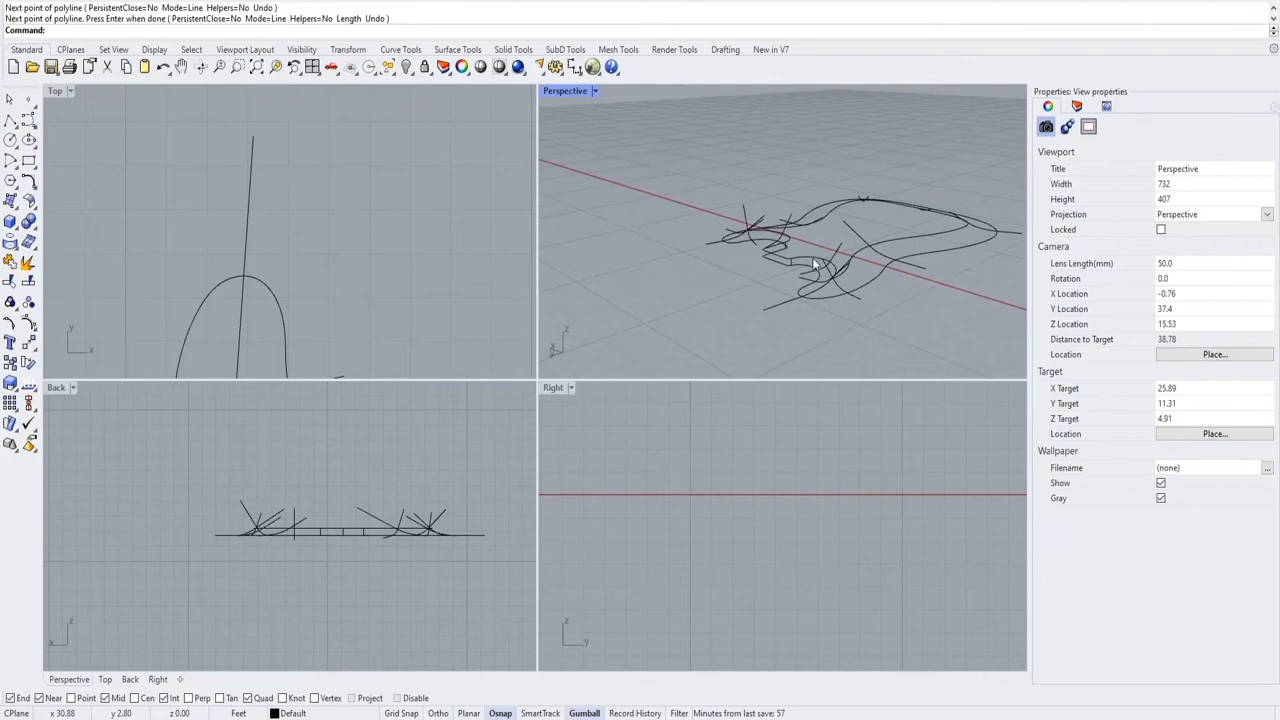 Next point of polyline ( PersistentClose=No Mode=Line Helpers=No Undo )
Next point of polyline. Press Enter when done ( PersistentClose=No Mode=Line Helpers=No Length Undo )
Command:
Standard CPlanes Set View Display Select Viewport Layout Visibility Transform Curve Tools Surface Tools Solid Tools SubD Tools Mesh Tools Render Tools Drafting New in V7
Top
Perspective
Properties: View properties
Viewport
Title Perspective
Width 732
Height 407
Projection Perspective
Locked
Camera
Lens Length(mm) 50.0
Rotation 0.0
X Location -0.76
Y Location 37.4
Z Location 15.53
Distance to Target 38.78
Location Place...
Target
X Target 25.89
Y Target 11.31
Z Target 4.91
Location Place...
Wallpaper
Filename (none) ...
Show
Gray
y
x
z
Back
Right
z
x
z
y
Perspective Top Back Right
End Near Point Mid Cen Int Perp Tan Quad Knot Vertex Project Disable
CPlane x 30.88 y 2.80 z 0.00 Feet Default Grid Snap Ortho Planar Osnap SmartTrack Gumball Record History Filter Minutes from last save: 57